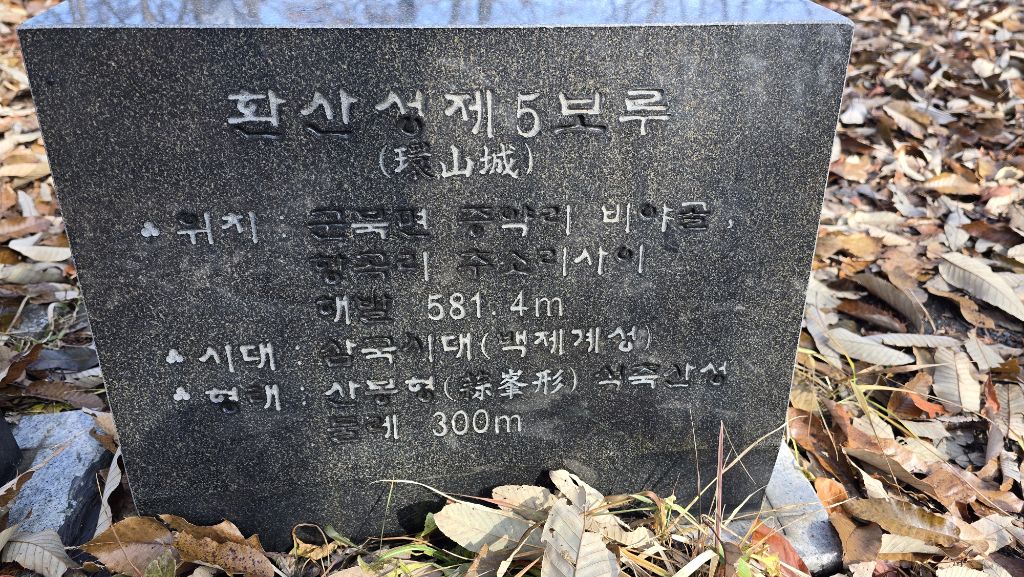 환산성제5보루
(環山城)
♣ 위치 : 군북면 증약리 비야골,
항곡리 추소리사이
해발 581.4m
♣ 시대 : 삼국시대(백제계성)
♣ 형태 : 산봉형(蒜峯形) 석축산성
둘레 300m